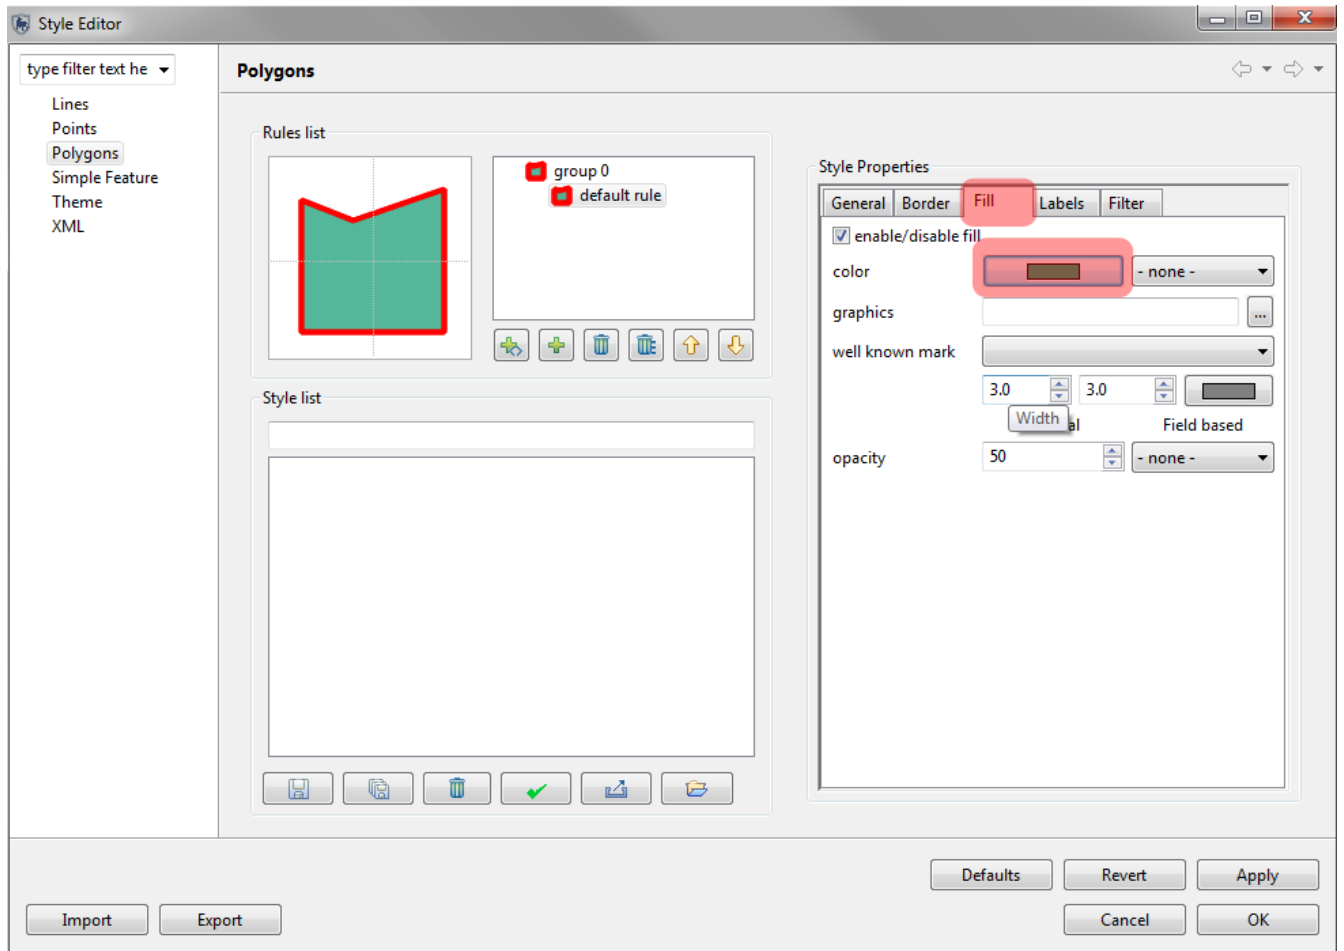 Style Editor
type filter text he
Lines
Points
Polygons
Simple Feature
Theme
XML
Polygons
Rules list
group 0
default rule
Style list
Style Properties
General Border Fill Labels Filter
enable/disable fill
color - none -
graphics ...
well known mark
3.0 3.0
Width al Field based
opacity 50 - none -
Defaults Revert Apply
Import Export Cancel OK